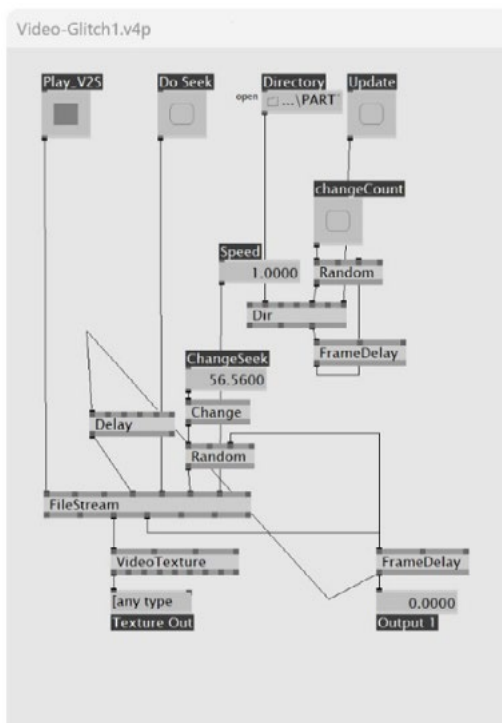 Video-Glitch1.v4p
Play_V2S
Do Seek
Directory
Update
open
...\PART
changeCount
Speed
1.0000
Random
Dir
FrameDelay
ChangeSeek
56.5600
Change
Delay
Random
FileStream
VideoTexture
FrameDelay
[any type
0.0000
Texture Out
Output 1